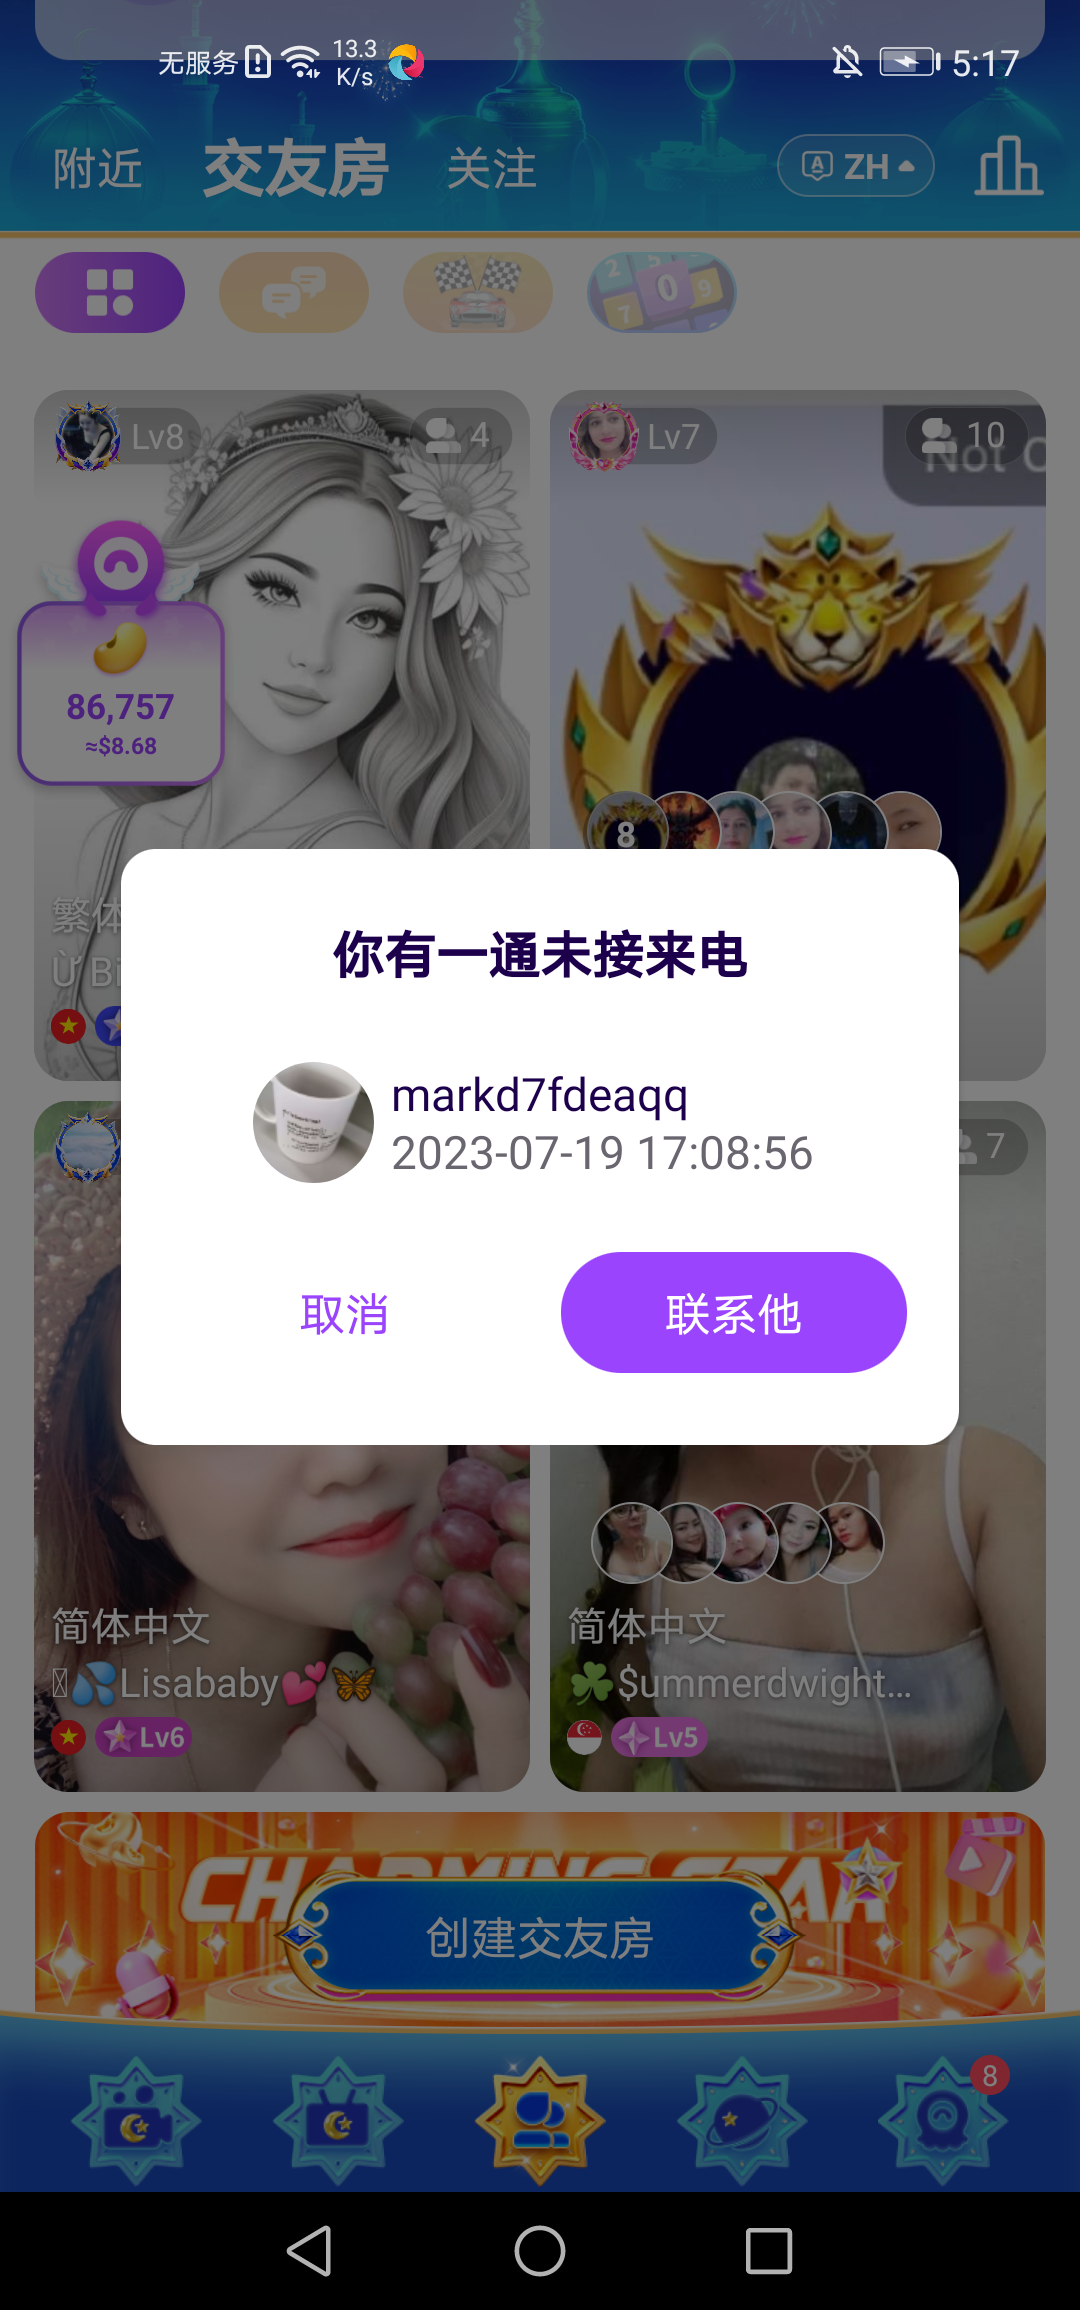 无服务
13.3
K/s
5:17
附近
交友房
关注
ZH
Lv8
4
Lv7
10
Not
86,757
≈$8.68
8
你有一通未接来电
markd7fdeaqq
2023-07-19 17:08:56
取消
联系他
繁体
Bi
7
简体中文
💦Lisababy💕🦋
Lv6
简体中文
☘$ummerdwight...
Lv5
创建交友房
8